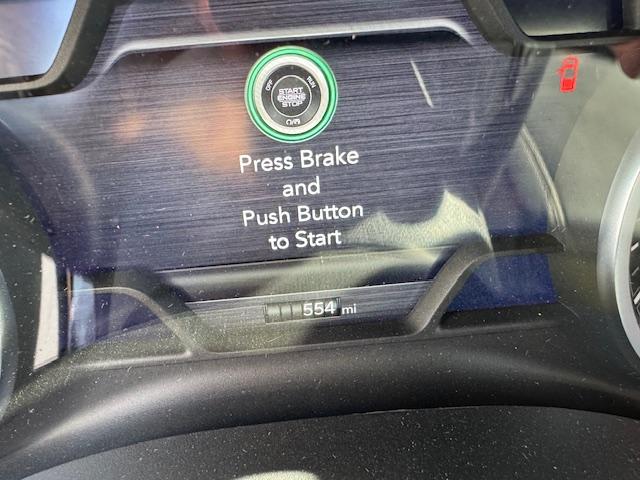 OFF
RUN
START
ENGINE
STOP
Press Brake
and
Push Button
to Start
554 mi